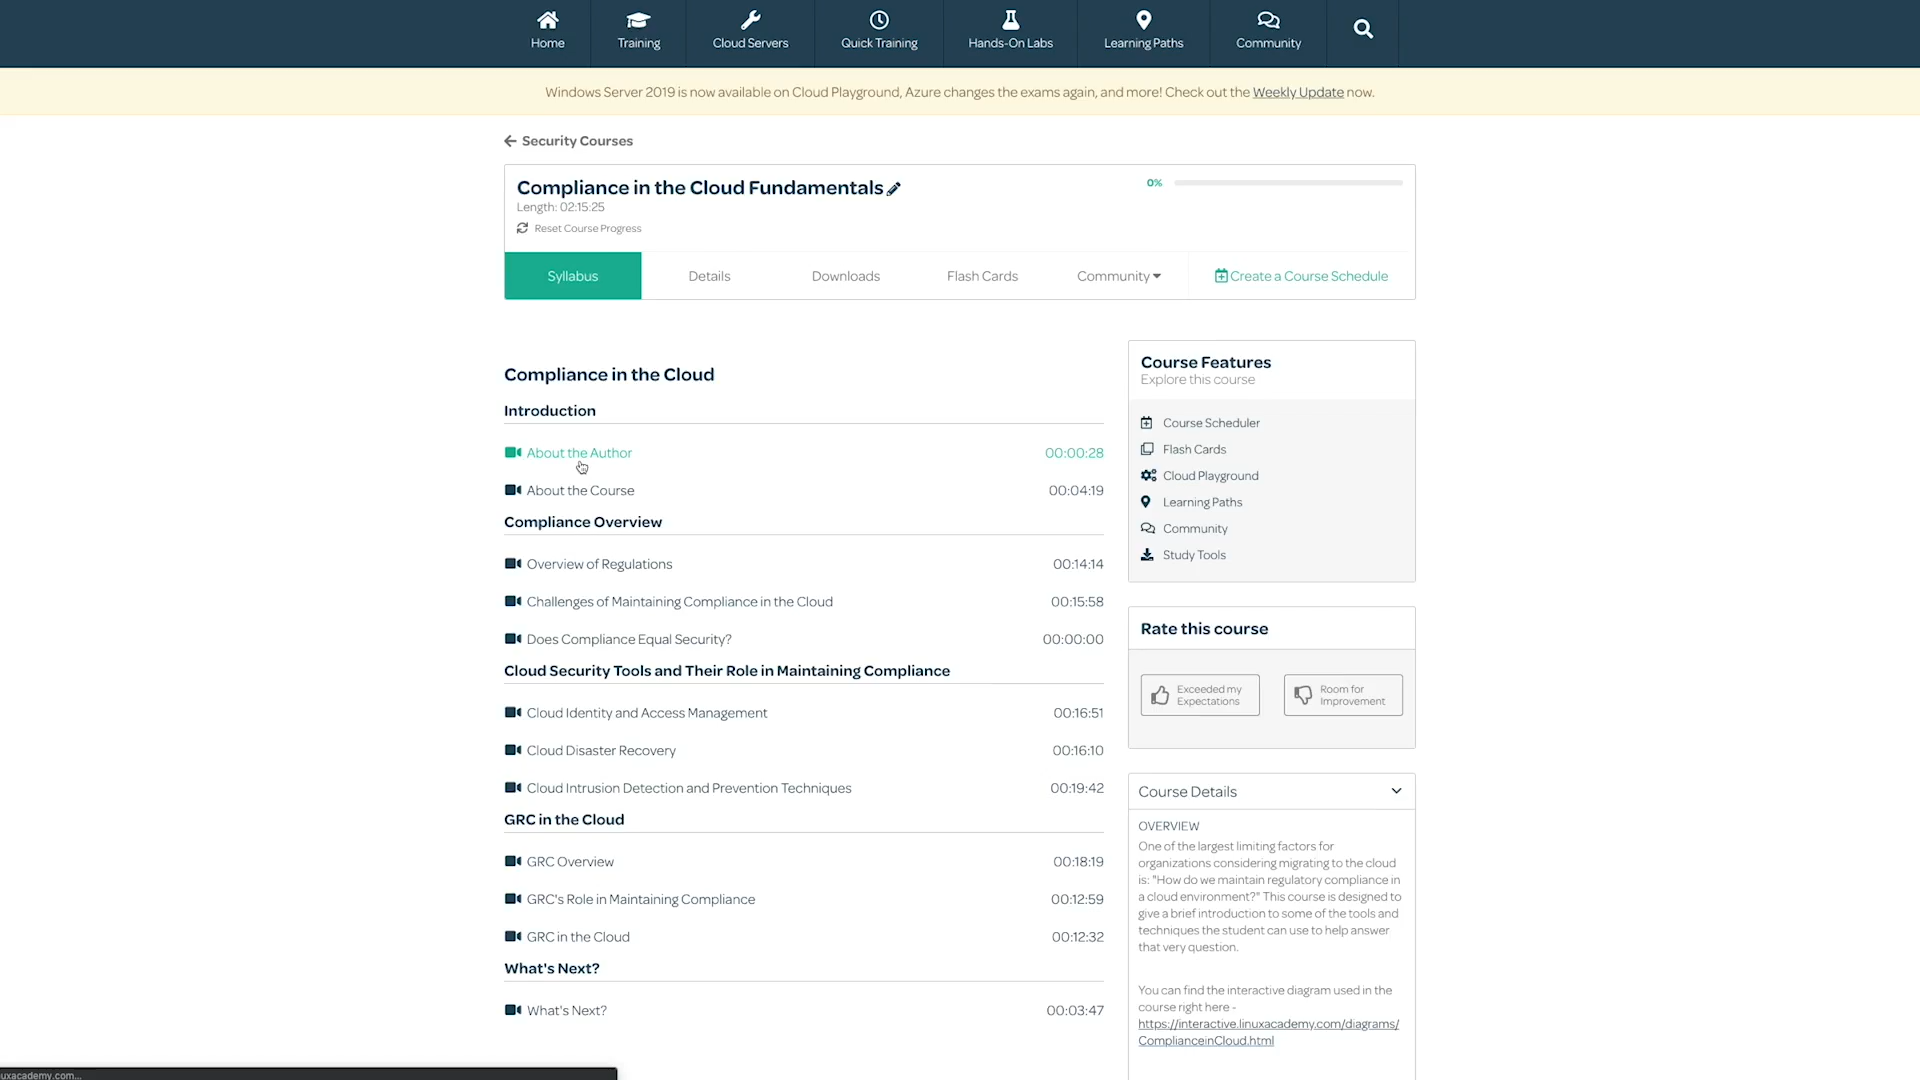 Home
Training
Cloud Servers
Quick Training
Hands-On Labs
Learning Paths
Community
Windows Server 2019 is now available on Cloud Playground, Azure changes the exams again, and more! Check out the Weekly Update now.
Security Courses
Compliance in the Cloud Fundamentals
Length: 02:15:25
Reset Course Progress
0%
Syllabus
Details
Downloads
Flash Cards
Community
Create a Course Schedule
Compliance in the Cloud
Introduction
About the Author 00:00:28
About the Course 00:04:19
Compliance Overview
Overview of Regulations 00:14:14
Challenges of Maintaining Compliance in the Cloud 00:15:58
Does Compliance Equal Security? 00:00:00
Cloud Security Tools and Their Role in Maintaining Compliance
Cloud Identity and Access Management 00:16:51
Cloud Disaster Recovery 00:16:10
Cloud Intrusion Detection and Prevention Techniques 00:19:42
GRC in the Cloud
GRC Overview 00:18:19
GRC's Role in Maintaining Compliance 00:12:59
GRC in the Cloud 00:12:32
What's Next?
What's Next? 00:03:47
Course Features
Explore this course
Course Scheduler
Flash Cards
Cloud Playground
Learning Paths
Community
Study Tools
Rate this course
Exceeded my
Expectations
Room for
Improvement
Course Details
OVERVIEW
One of the largest limiting factors for
organizations considering migrating to the cloud
is: "How do we maintain regulatory compliance in
a cloud environment?" This course is designed to
give a brief introduction to some of the tools and
techniques the student can use to help answer
that very question.
You can find the interactive diagram used in the
course right here -
https://interactive.linuxacademy.com/diagrams/
ComplianceinCloud.html
uxacademy.com...